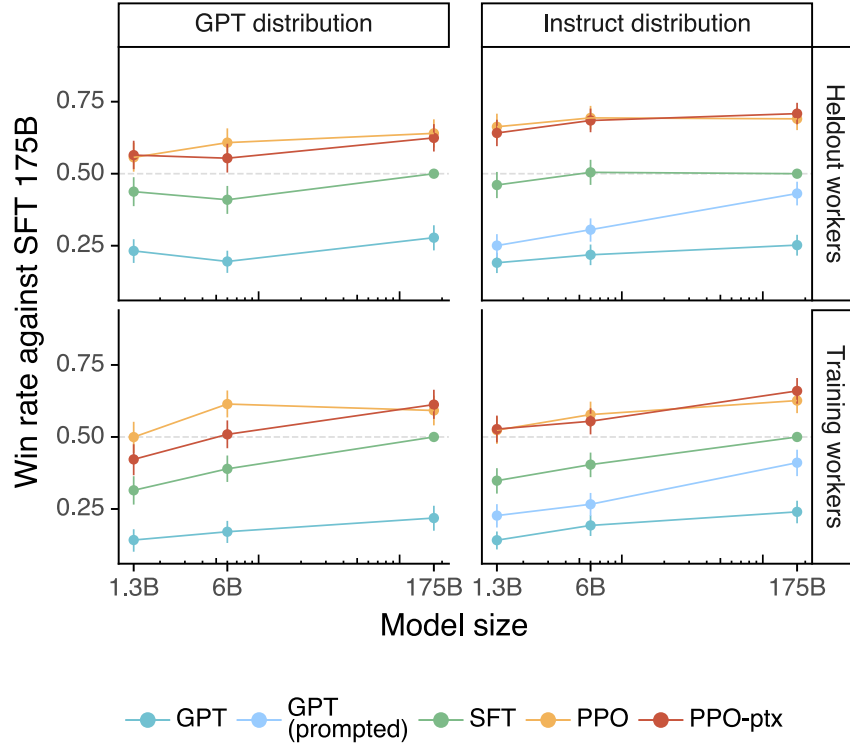 GPT distribution
Instruct distribution
Win rate against SFT 175B
0.75
0.50
0.25
Heldout workers
0.75
0.50
0.25
Training workers
1.3B 6B 175B
1.3B 6B 175B
Model size
GPT
GPT
(prompted)
SFT
PPO
PPO-ptx